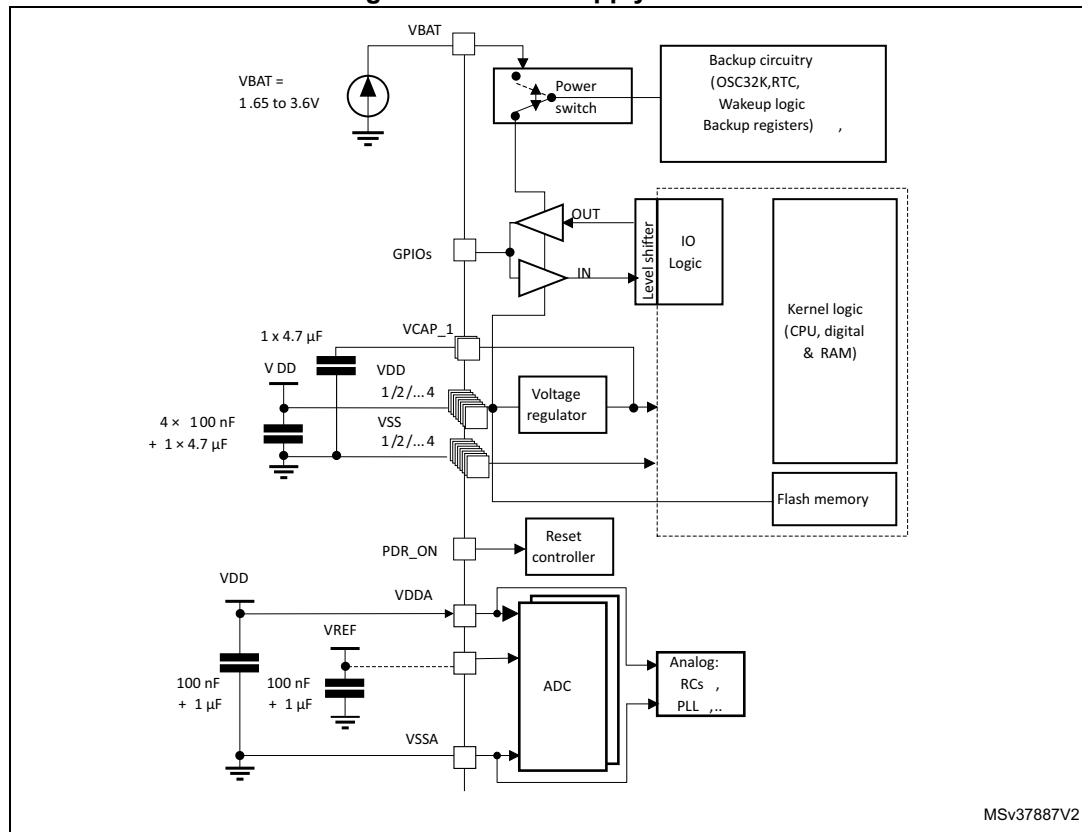 VBAT
VBAT =
1.65 to 3.6V
Power
switch
Backup circuitry
(OSC32K,RTC,
Wakeup logic
Backup registers) ,
OUT
Level shifter
IO
Logic
GPIOs
IN
Kernel logic
(CPU, digital
& RAM)
VCAP_1
1 x 4.7 µF
V DD
VDD
1/2/...4
Voltage
regulator
4 × 100 nF
+ 1 × 4.7 µF
VSS
1/2/...4
Flash memory
PDR_ON
Reset
controller
VDD
VDDA
VREF
100 nF
+ 1 µF
100 nF
+ 1 µF
ADC
Analog:
RCs ,
PLL ,..
VSSA
MSv37887V2